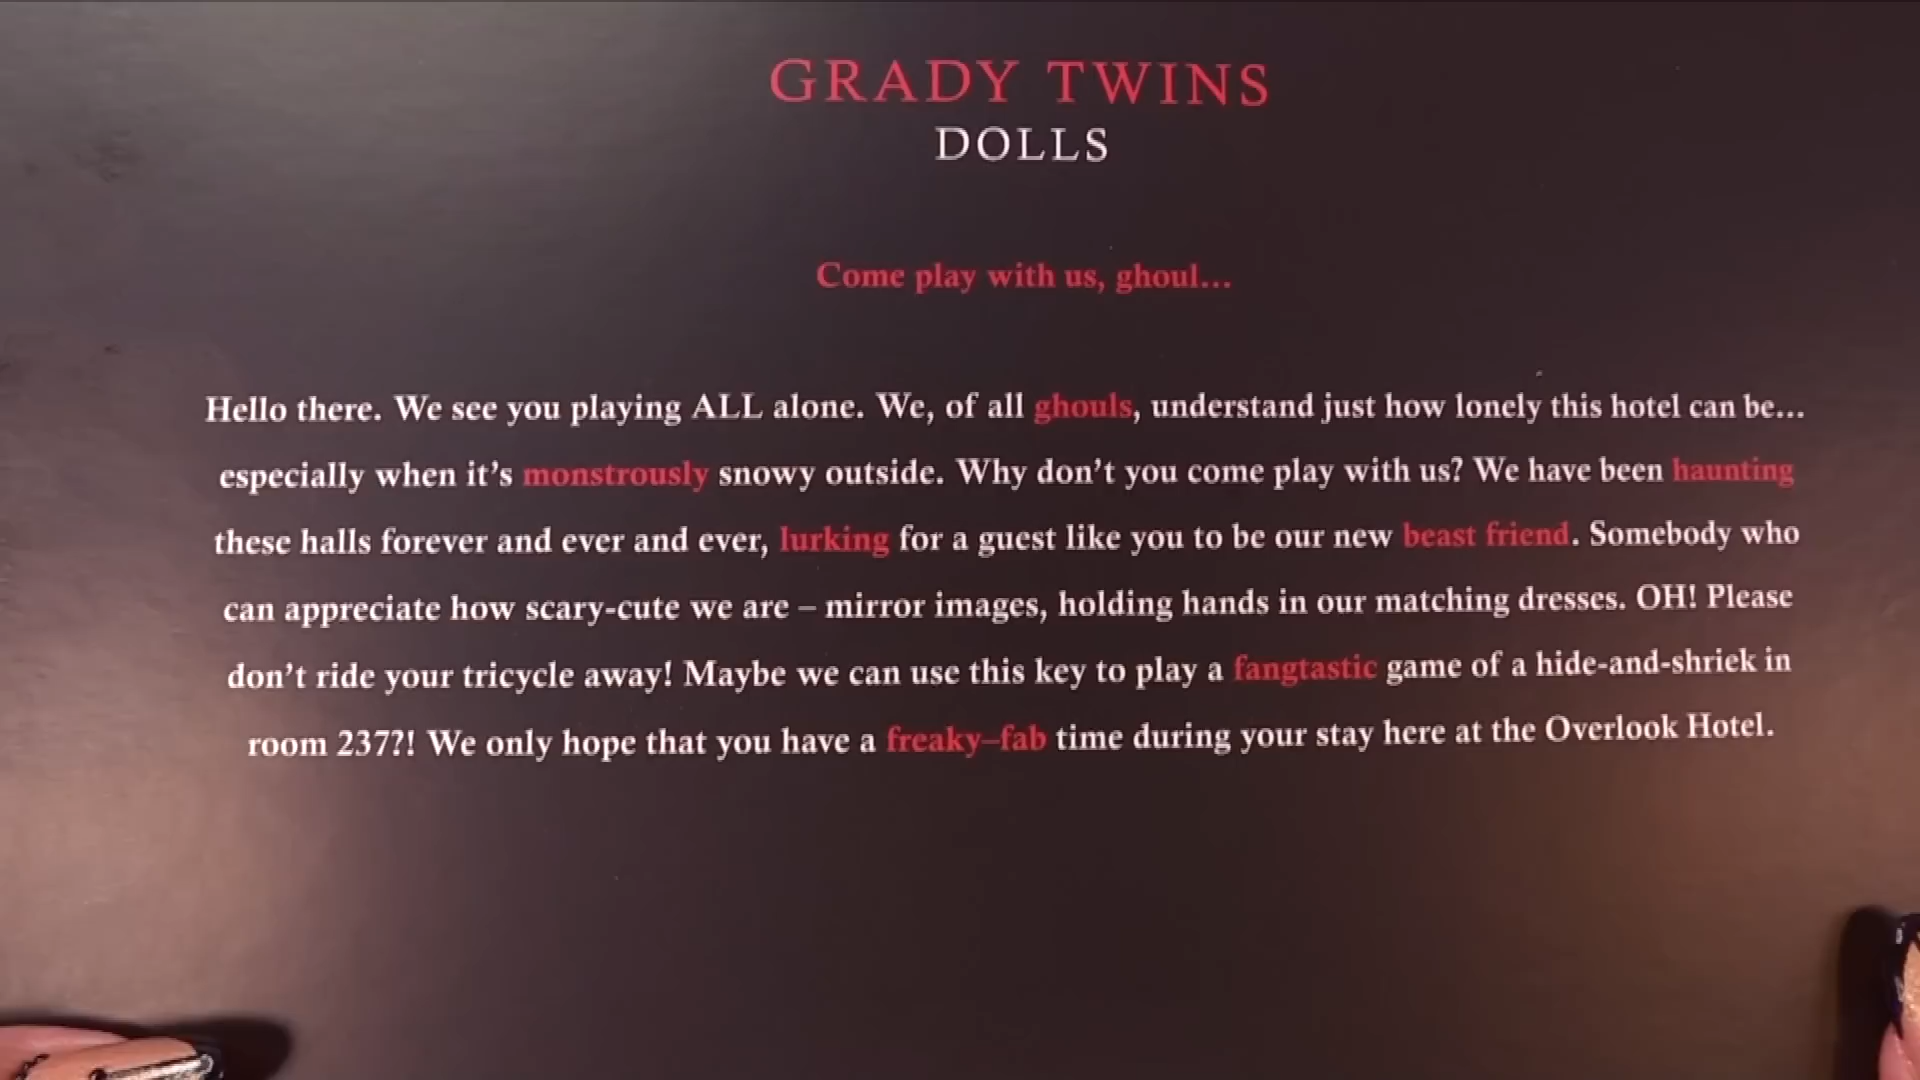 GRADY TWINS
DOLLS
Come play with us, ghoul...
Hello there. We see you playing ALL alone. We, of all ghouls, understand just how lonely this hotel can be...
especially when it's monstrously snowy outside. Why don't you come play with us? We have been haunting
these halls forever and ever and ever, lurking for a guest like you to be our new beast friend. Somebody who
can appreciate how scary-cute we are – mirror images, holding hands in our matching dresses. OH! Please
don't ride your tricycle away! Maybe we can use this key to play a fangtastic game of a hide-and-shriek in
room 237?! We only hope that you have a freaky–fab time during your stay here at the Overlook Hotel.